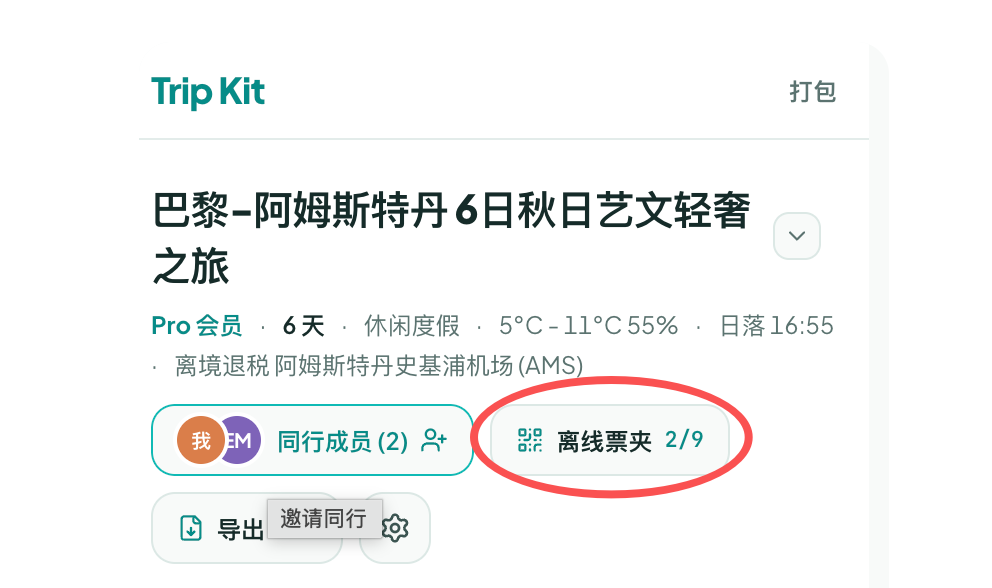 Trip Kit
打包
巴黎–阿姆斯特丹 6日秋日艺文轻奢
之旅
Pro 会员 · 6 天 · 休闲度假 · 5°C - 11°C 55% · 日落 16:55
· 离境退税 阿姆斯特丹史基浦机场 (AMS)
我 EM 同行成员 (2)
离线票夹 2/9
导出
邀请同行